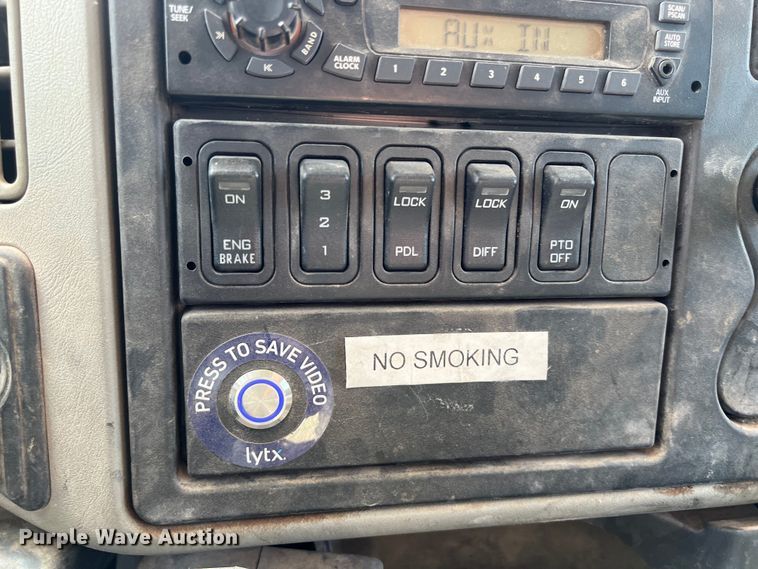 TUNE/
SEEK
BAND
ALARM
CLOCK
AUX IN
SCAN/
PSCAN
AUTO
STORE
1 2 3 4 5 6
AUX
INPUT
ON
ENG
BRAKE
3
2
1
LOCK
PDL
LOCK
DIFF
ON
PTO
OFF
PRESS TO SAVE VIDEO
lytx.
NO SMOKING
Purple Wave Auction